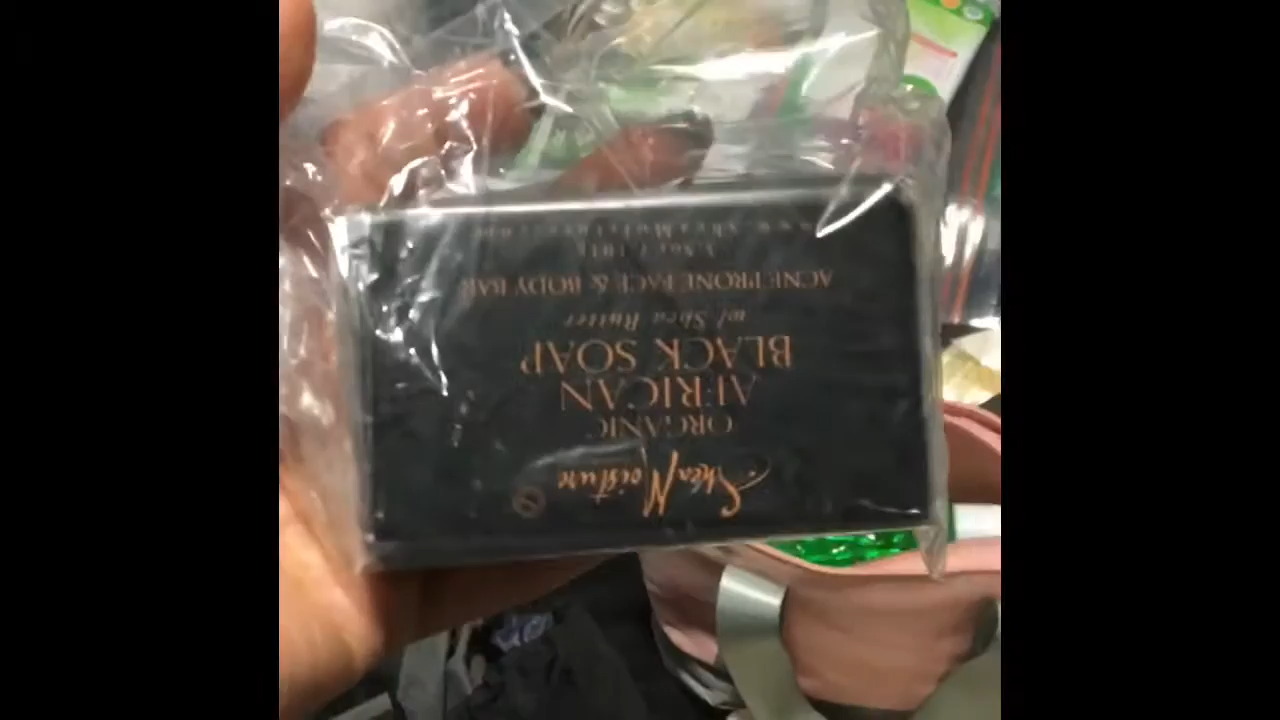 SheaMoisture
ORGANIC
AFRICAN
BLACK SOAP
w/ Shea Butter
ACNE PRONE FACE & BODY BAR